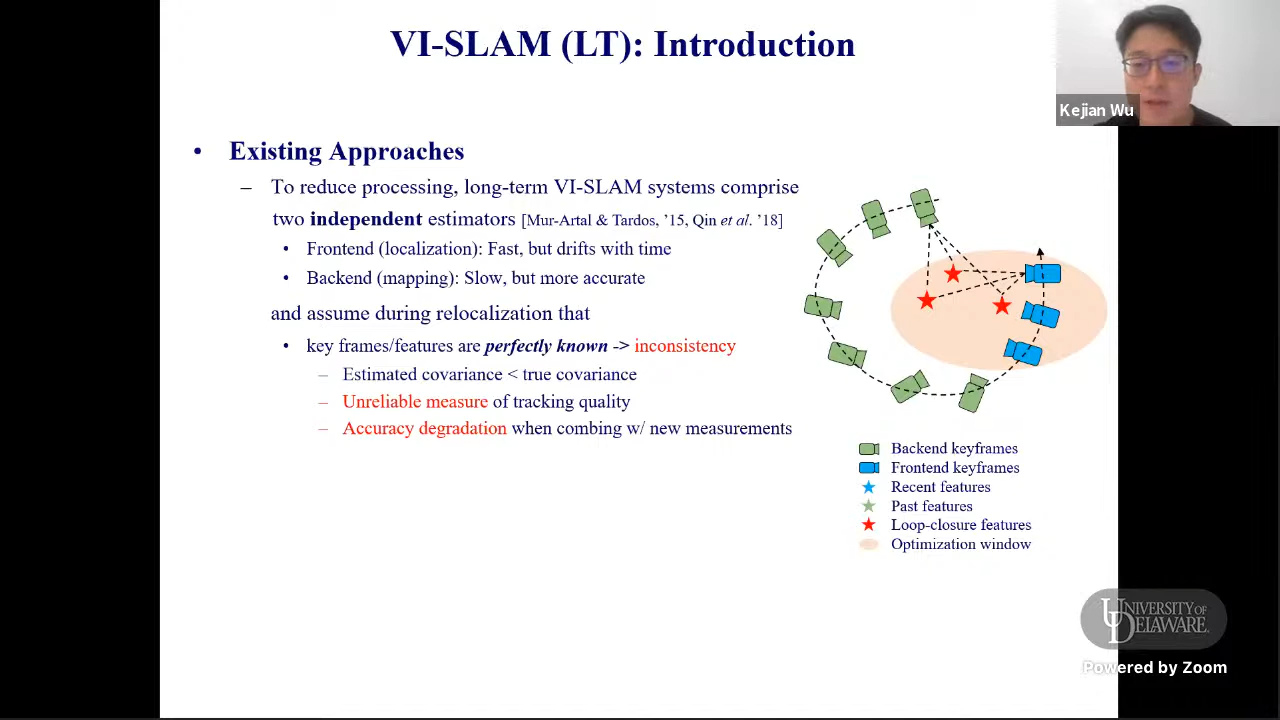 VI-SLAM (LT): Introduction
Kejian Wu
• Existing Approaches
– To reduce processing, long-term VI-SLAM systems comprise
two independent estimators [Mur-Artal & Tardos, ’15, Qin et al. ’18]
• Frontend (localization): Fast, but drifts with time
• Backend (mapping): Slow, but more accurate
and assume during relocalization that
• key frames/features are perfectly known -> inconsistency
– Estimated covariance < true covariance
– Unreliable measure of tracking quality
– Accuracy degradation when combing w/ new measurements
Backend keyframes
Frontend keyframes
Recent features
Past features
Loop-closure features
Optimization window
UNIVERSITY OF
DELAWARE.
Powered by Zoom